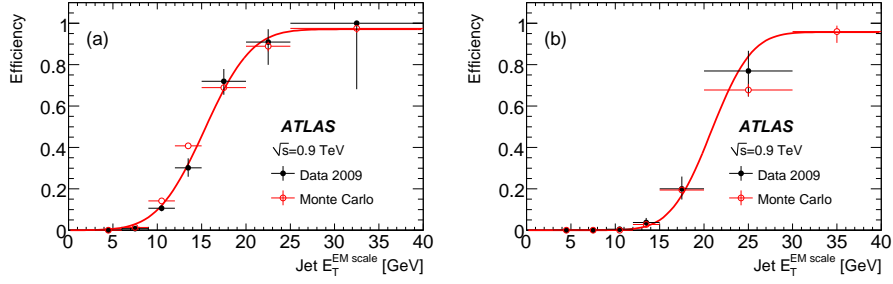 Efficiency
1
0.8
0.6
0.4
0.2
0
(a)
ATLAS
√s=0.9 TeV
Data 2009
Monte Carlo
0 5 10 15 20 25 30 35 40
Jet E_T^EM scale [GeV]
Efficiency
1
0.8
0.6
0.4
0.2
0
(b)
ATLAS
√s=0.9 TeV
Data 2009
Monte Carlo
0 5 10 15 20 25 30 35 40
Jet E_T^EM scale [GeV]